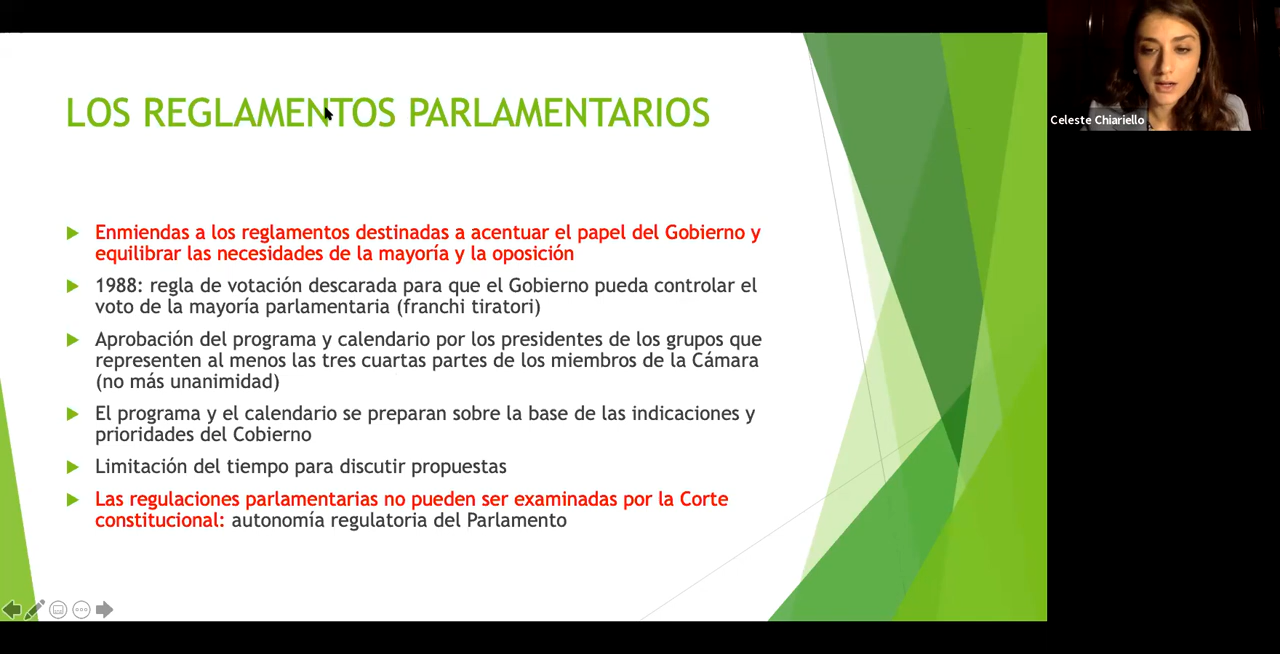 LOS REGLAMENTOS PARLAMENTARIOS
Enmiendas a los reglamentos destinadas a acentuar el papel del Gobierno y
equilibrar las necesidades de la mayoría y la oposición
1988: regla de votación descarada para que el Gobierno pueda controlar el
voto de la mayoría parlamentaria (franchi tiratori)
Aprobación del programa y calendario por los presidentes de los grupos que
representen al menos las tres cuartas partes de los miembros de la Cámara
(no más unanimidad)
El programa y el calendario se preparan sobre la base de las indicaciones y
prioridades del Cobierno
Limitación del tiempo para discutir propuestas
Las regulaciones parlamentarias no pueden ser examinadas por la Corte
constitucional: autonomía regulatoria del Parlamento
Celeste Chiariello